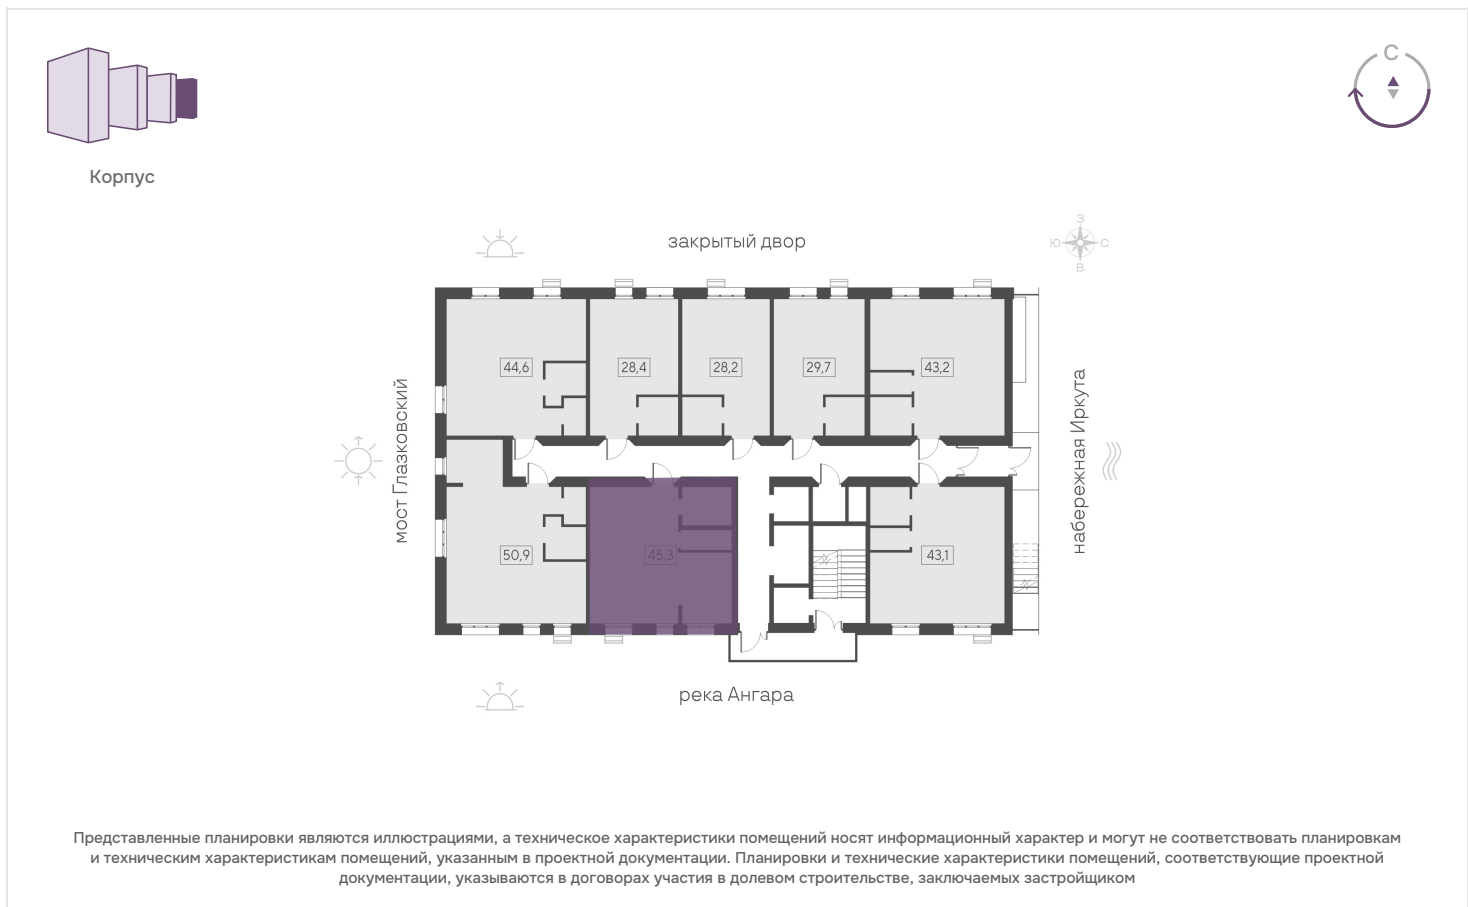 С
Корпус
З
Ю
С
В
закрытый двор
44,6
28,4
28,2
29,7
43,2
мост Глазковский
набережная Иркута
50,9
45,3
43,1
река Ангара
Представленные планировки являются иллюстрациями, а техническое характеристики помещений носят информационный характер и могут не соответствовать планировкам
и техническим характеристикам помещений, указанным в проектной документации. Планировки и технические характеристики помещений, соответствующие проектной
документации, указываются в договорах участия в долевом строительстве, заключаемых застройщиком